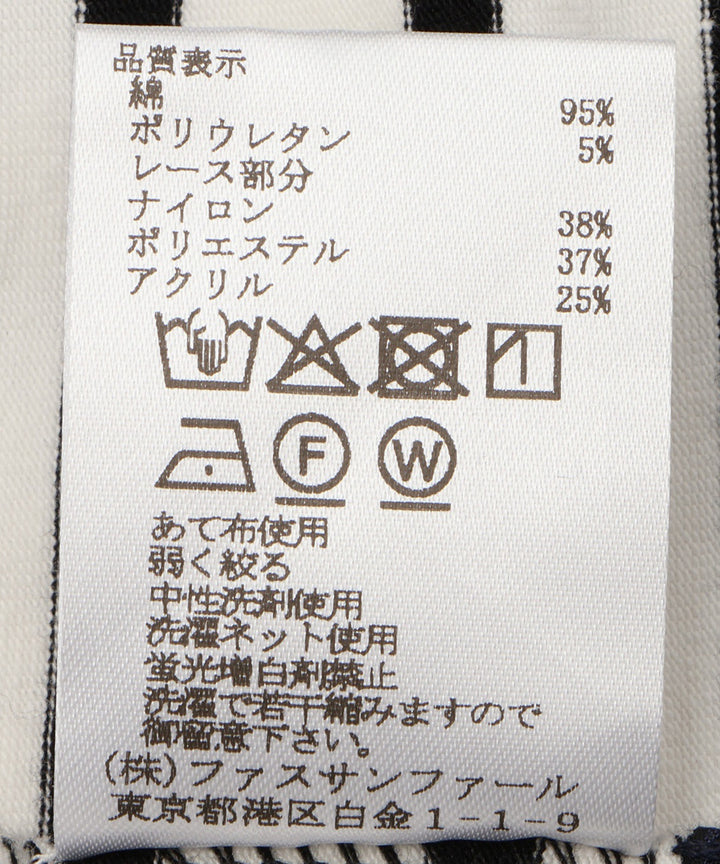 品質表示
綿 95%
ポリウレタン 5%
レース部分
ナイロン 38%
ポリエステル 37%
アクリル 25%
F W
あて布使用
弱く絞る
中性洗剤使用
洗濯ネット使用
蛍光増白剤禁止
洗濯で若干縮みますので
御留意下さい。
(株)ファスサンファール
東京都港区白金1-1-9